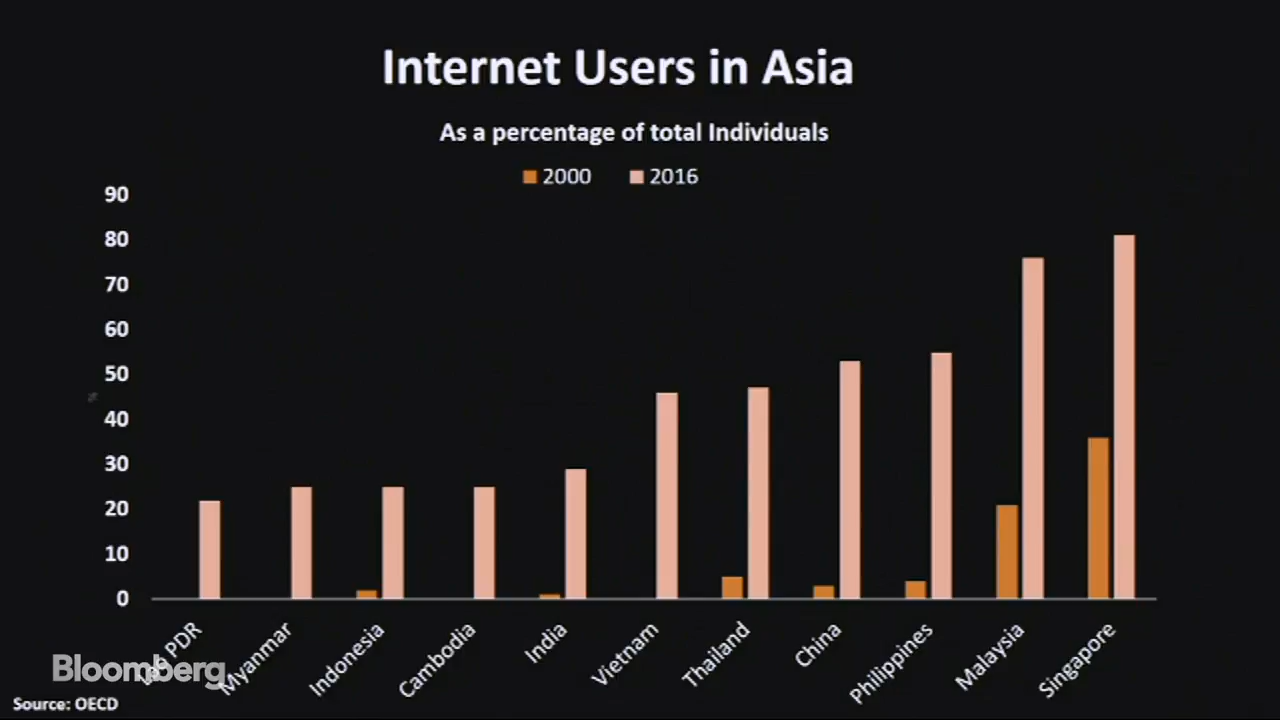 Internet Users in Asia
As a percentage of total Individuals
2000 2016
90
80
70
60
50
40
30
20
10
0
PDR Myanmar Indonesia Cambodia India Vietnam Thailand China Philippines Malaysia Singapore
Bloomberg
Source: OECD